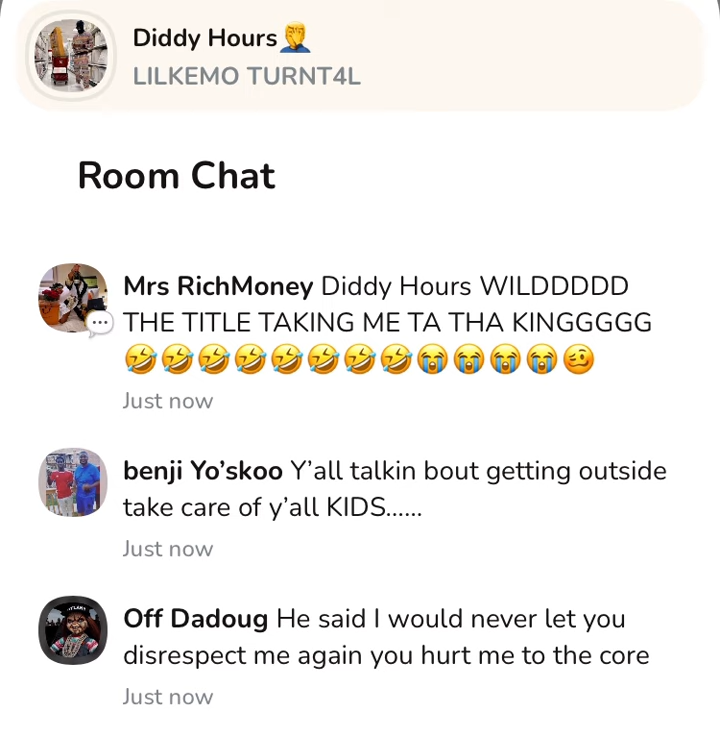 Diddy Hours🤦‍♂️
LILKEMO TURNT4L
Room Chat
Mrs RichMoney Diddy Hours WILDDDDD
THE TITLE TAKING ME TA THA KINGGGGG
🤣🤣🤣🤣🤣🤣🤣🤣😭😭😭😭🥴
Just now
benji Yo’skoo Y’all talkin bout getting outside
take care of y’all KIDS......
Just now
Off Dadoug He said I would never let you
disrespect me again you hurt me to the core
Just now